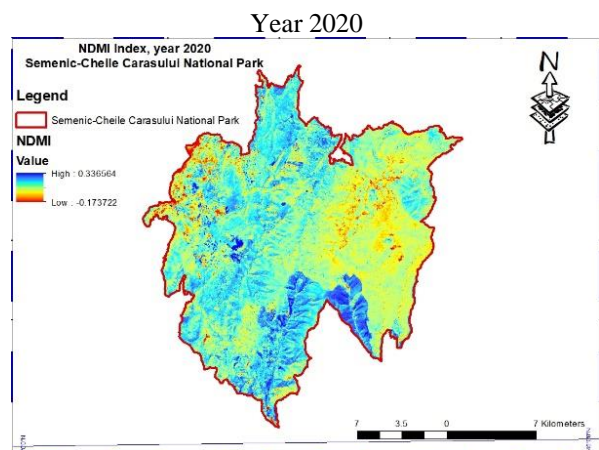 Year 2020
NDMI Index, year 2020
Semenic-Cheile Carasului National Park
N
Legend
Semenic-Cheile Carasului National Park
NDMI
Value
High : 0.336564
Low : -0.173722
7 3.5 0 7 Kilometers